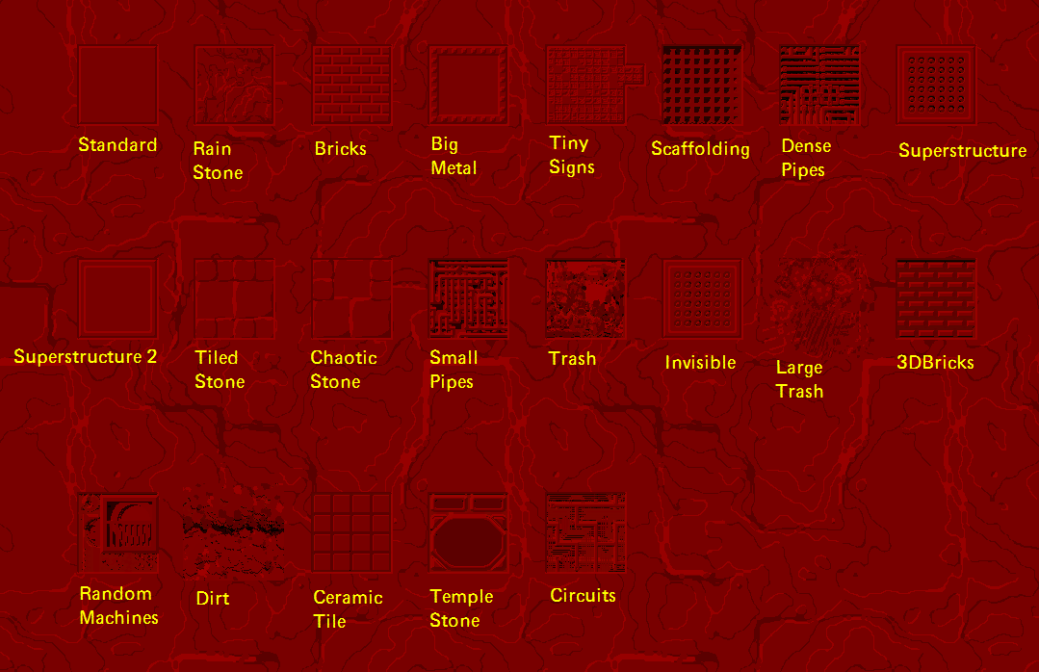 Standard
Rain
Stone
Bricks
Big
Metal
Tiny
Signs
Scaffolding
Dense
Pipes
Superstructure
Superstructure 2
Tiled
Stone
Chaotic
Stone
Small
Pipes
Trash
Invisible
Large
Trash
3DBricks
Random
Machines
Dirt
Ceramic
Tile
Temple
Stone
Circuits